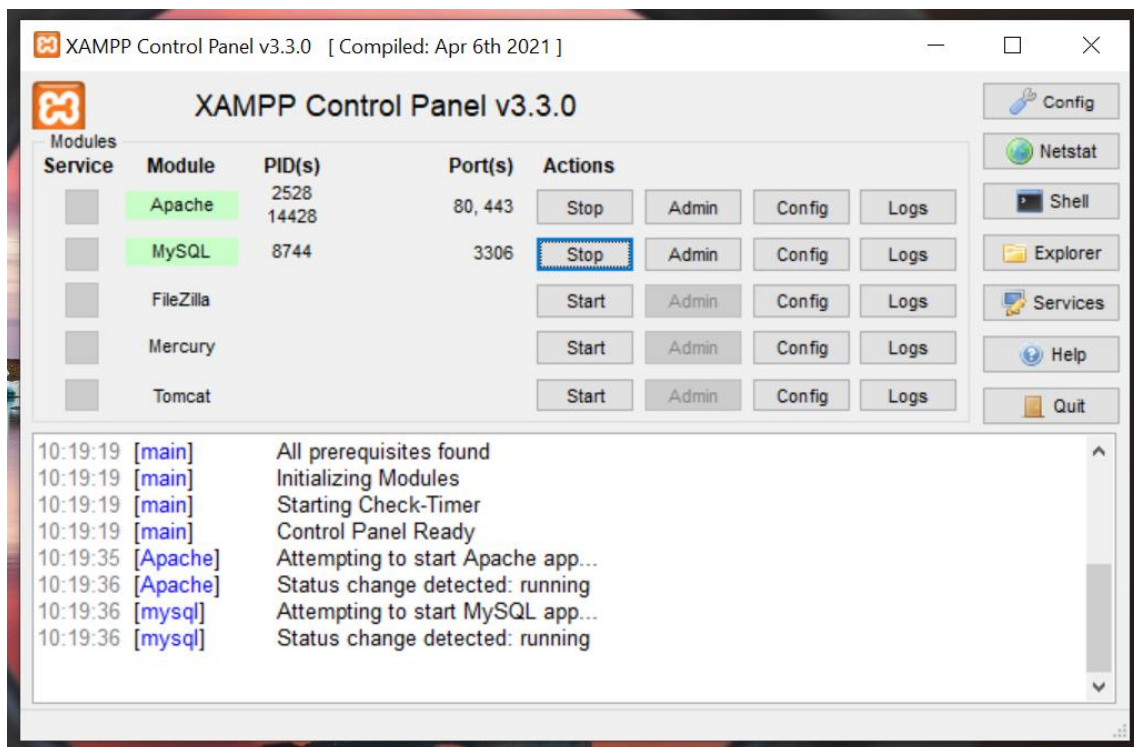 XAMPP Control Panel v3.3.0 [ Compiled: Apr 6th 2021 ]
XAMPP Control Panel v3.3.0
Config
Modules
Netstat
Service Module PID(s) Port(s) Actions
Apache 2528 14428 80, 443 Stop Admin Config Logs
Shell
MySQL 8744 3306 Stop Admin Config Logs
Explorer
FileZilla Start Admin Config Logs
Services
Mercury Start Admin Config Logs
Help
Tomcat Start Admin Config Logs
Quit
10:19:19 [main] All prerequisites found
10:19:19 [main] Initializing Modules
10:19:19 [main] Starting Check-Timer
10:19:19 [main] Control Panel Ready
10:19:35 [Apache] Attempting to start Apache app...
10:19:36 [Apache] Status change detected: running
10:19:36 [mysql] Attempting to start MySQL app...
10:19:36 [mysql] Status change detected: running